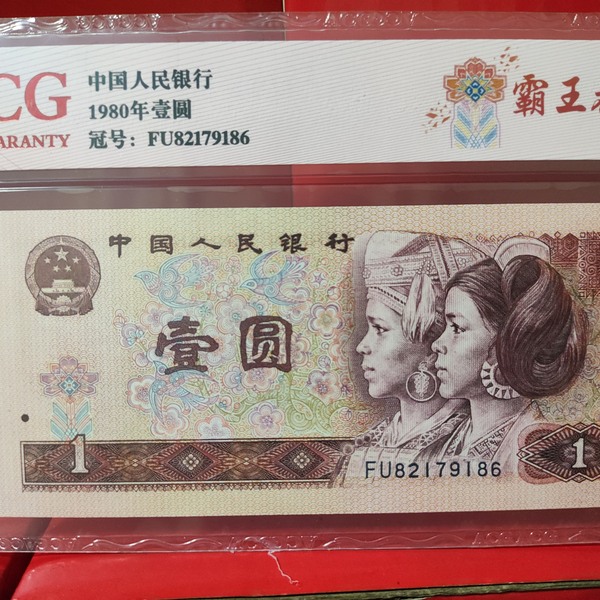 CG
ARANTY
中国人民银行
1980年壹圆
冠号：FU82179186
霸王
中国人民银行
壹圆
1
FU82179186
1